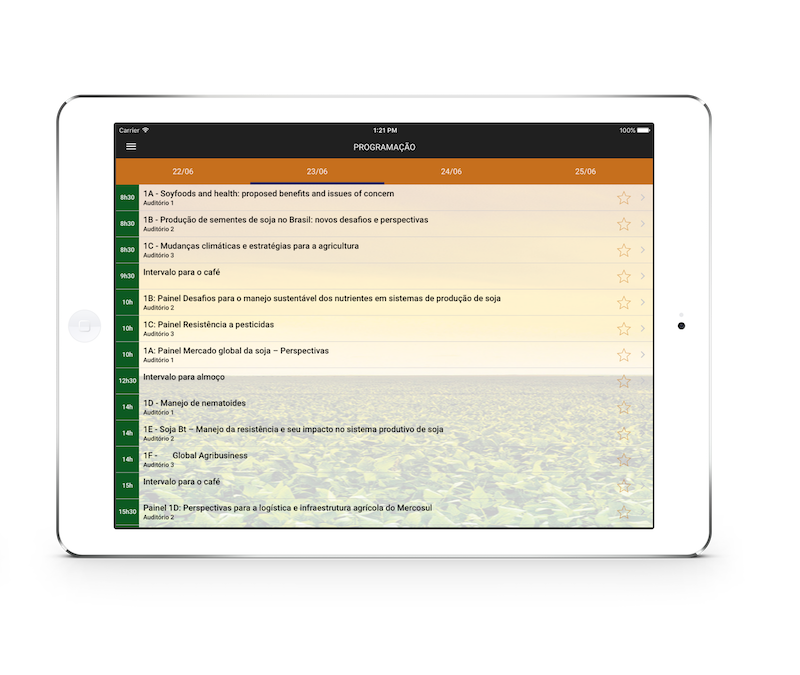 Carrier
1:21 PM
100%
PROGRAMAÇÃO
22/06
23/06
24/06
25/06
8h30
1A - Soyfoods and health: proposed benefits and issues of concern
Auditório 1
8h30
1B - Produção de sementes de soja no Brasil: novos desafios e perspectivas
Auditório 2
8h30
1C - Mudanças climáticas e estratégias para a agricultura
Auditório 3
9h30
Intervalo para o café
10h
1B: Painel Desafios para o manejo sustentável dos nutrientes em sistemas de produção de soja
Auditório 2
10h
1C: Painel Resistência a pesticidas
Auditório 3
10h
1A: Painel Mercado global da soja – Perspectivas
Auditório 1
12h30
Intervalo para almoço
14h
1D - Manejo de nematoides
Auditório 1
14h
1E - Soja Bt – Manejo da resistência e seu impacto no sistema produtivo de soja
Auditório 2
14h
1F - Global Agribusiness
Auditório 3
15h
Intervalo para o café
15h30
Painel 1D: Perspectivas para a logística e infraestrutura agrícola do Mercosul
Auditório 2